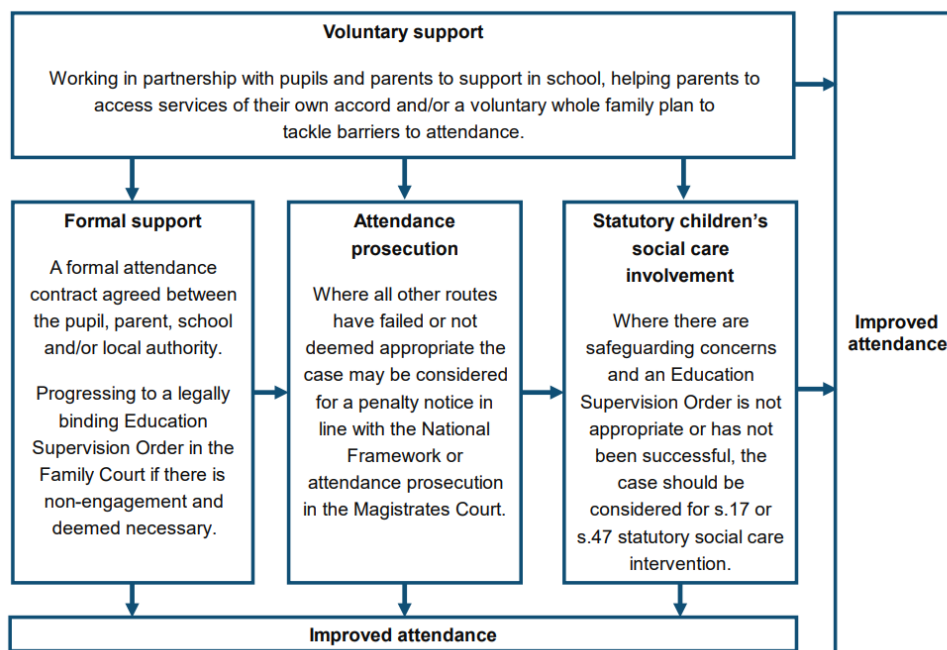 Voluntary support
Working in partnership with pupils and parents to support in school, helping parents to
access services of their own accord and/or a voluntary whole family plan to
tackle barriers to attendance.
Formal support
A formal attendance
contract agreed between
the pupil, parent, school
and/or local authority.
Progressing to a legally
binding Education
Supervision Order in the
Family Court if there is
non-engagement and
deemed necessary.
Attendance
prosecution
Where all other routes
have failed or not
deemed appropriate the
case may be considered
for a penalty notice in
line with the National
Framework or
attendance prosecution
in the Magistrates Court.
Statutory children's
social care
involvement
Where there are
safeguarding concerns
and an Education
Supervision Order is not
appropriate or has not
been successful, the
case should be
considered for s.17 or
s.47 statutory social care
intervention.
Improved
attendance
Improved attendance